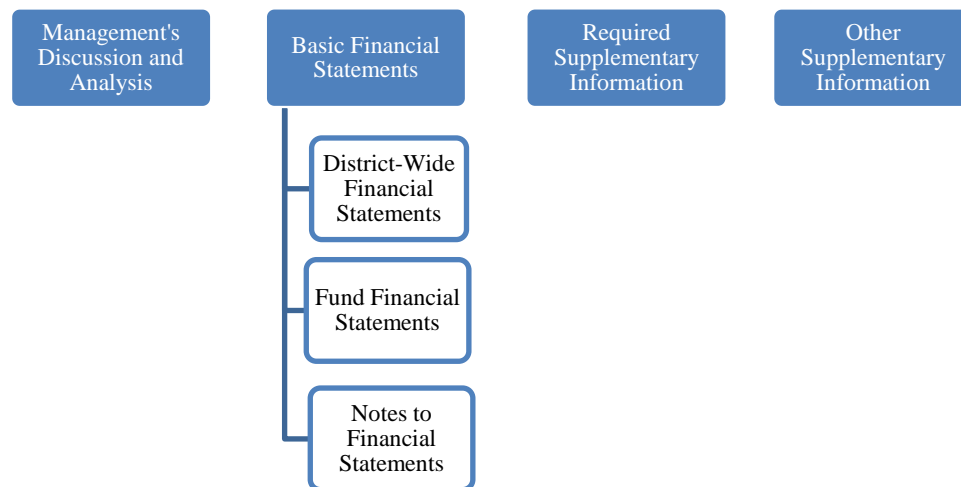 Management's
Discussion and
Analysis
Basic Financial
Statements
Required
Supplementary
Information
Other
Supplementary
Information
District-Wide
Financial
Statements
Fund Financial
Statements
Notes to
Financial
Statements